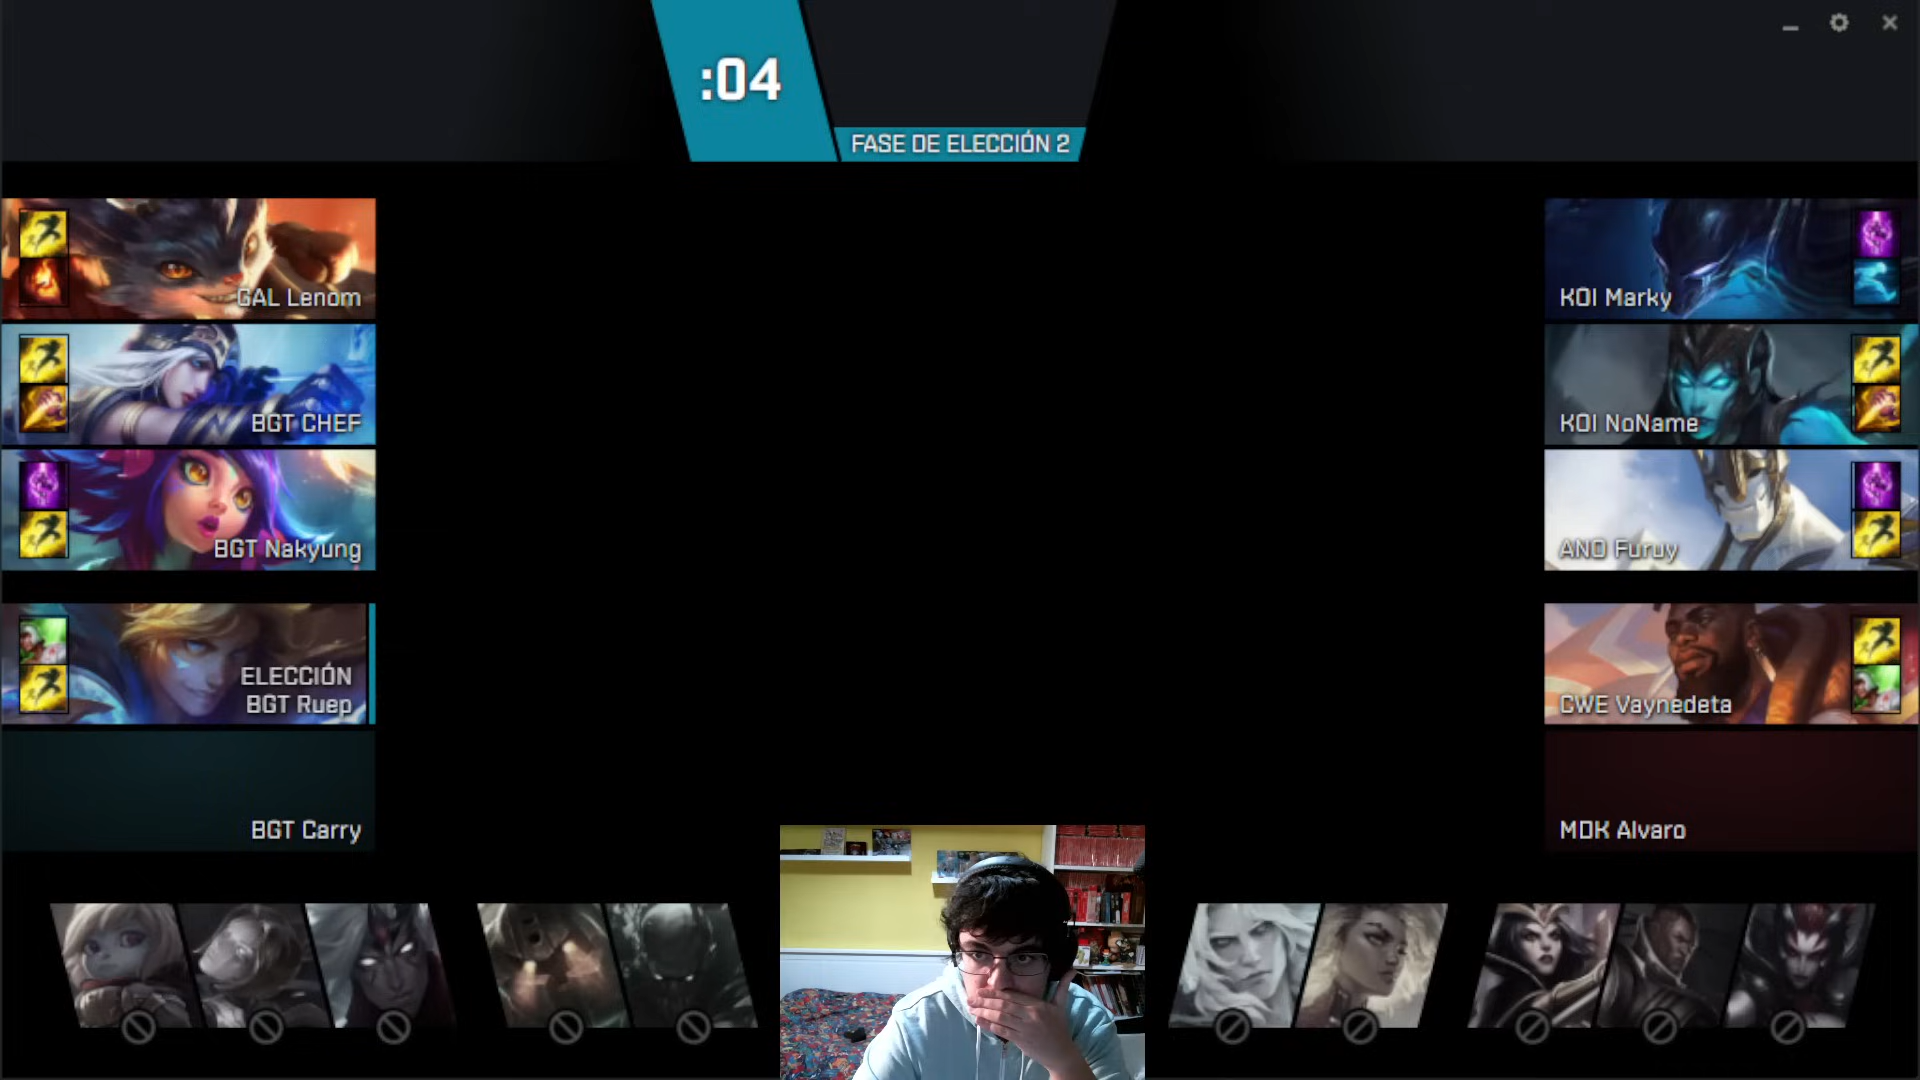 :04
FASE DE ELECCIÓN 2
GAL Lenom
BGT CHEF
BGT Nakyung
ELECCIÓN
BGT Ruep
BGT Carry
KOI Marky
KOI NoName
ANO Furuy
CWE Vaynedeta
MDK Alvaro